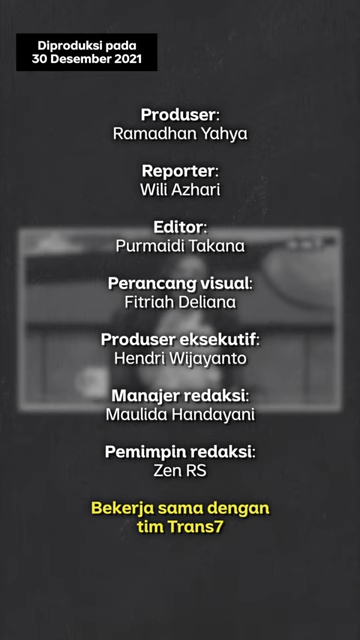 Diproduksi pada
30 Desember 2021
Produser:
Ramadhan Yahya
Reporter:
Wili Azhari
Editor:
Purmaidi Takana
Perancang visual:
Fitriah Deliana
Produser eksekutif:
Hendri Wijayanto
Manajer redaksi:
Maulida Handayani
Pemimpin redaksi:
Zen RS
Bekerja sama dengan
tim Trans7